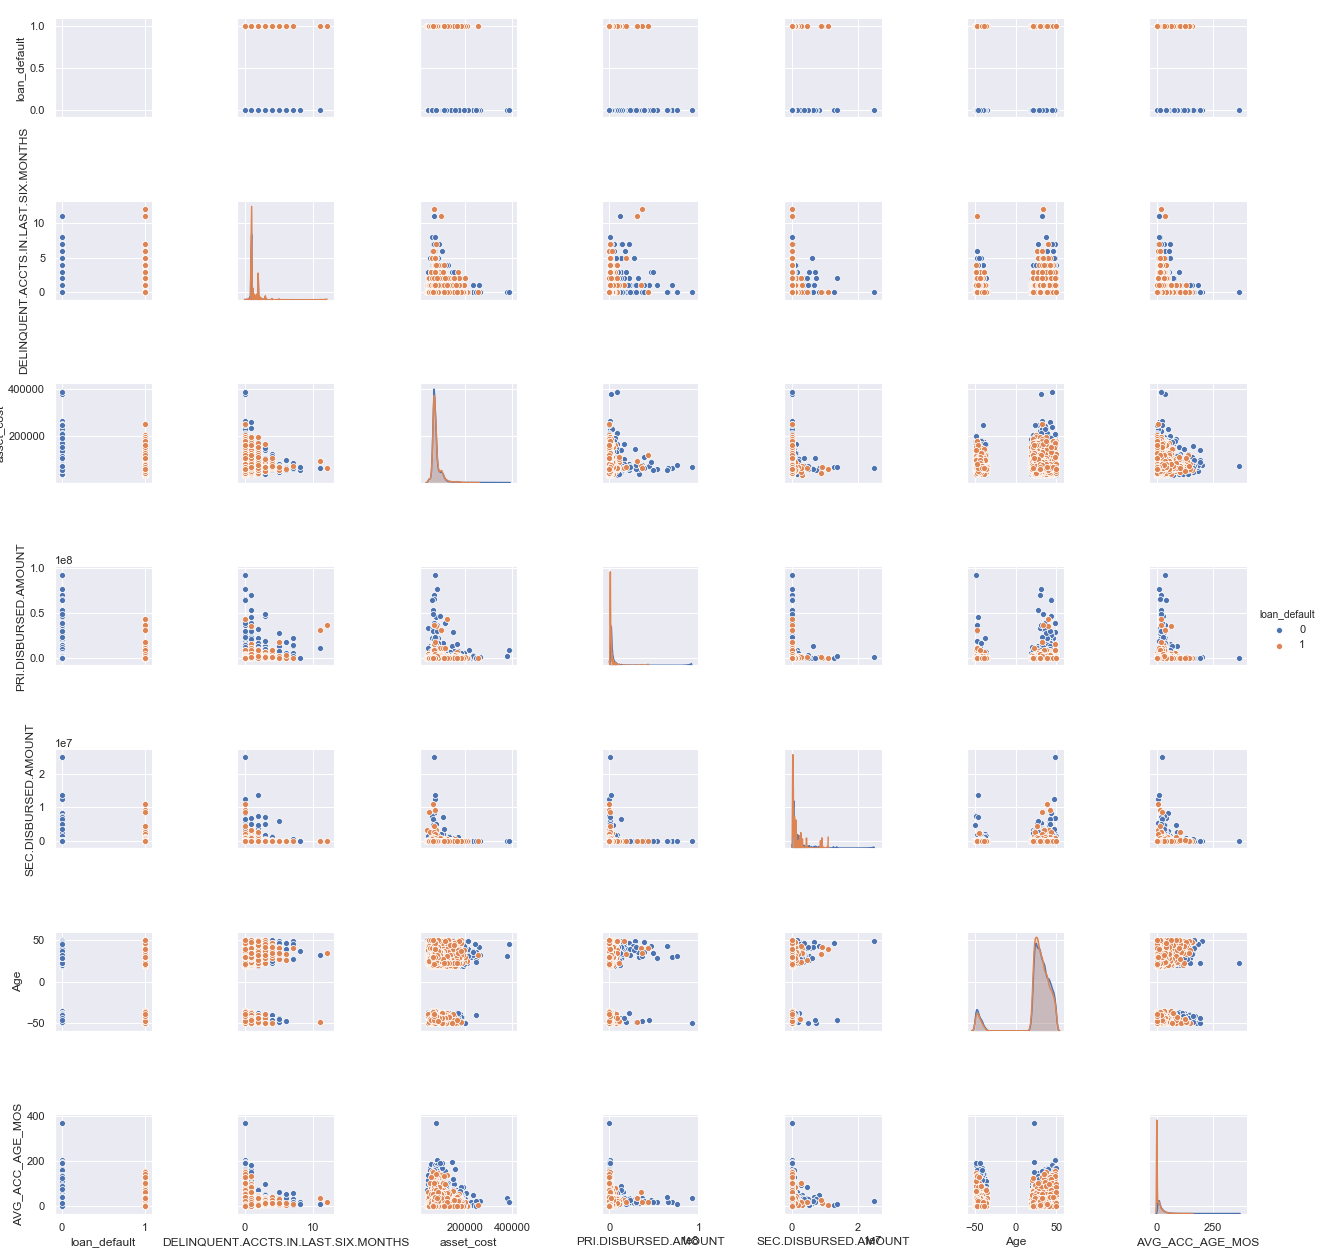 1.0
0.5
0.0
loan_default
10
5
0
DELINQUENT.ACCTS.IN.LAST.SIX.MONTHS
400000
200000
asset_cost
1e8
1.0
0.5
0.0
PRI.DISBURSED.AMOUNT
loan_default
0
1
1e7
2
1
0
SEC.DISBURSED.AMOUNT
50
0
−50
Age
400
200
0
AVG_ACC_AGE_MOS
0 1
0 10
200000 400000
0 1
0 2
−50 0 50
0 250
1e8
1e7
loan_default
DELINQUENT.ACCTS.IN.LAST.SIX.MONTHS
asset_cost
PRI.DISBURSED.AMOUNT
SEC.DISBURSED.AMOUNT
Age
AVG_ACC_AGE_MOS